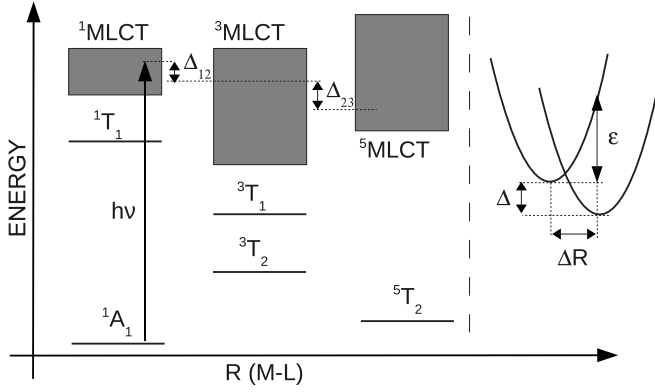 ¹MLCT
³MLCT
Δ₁₂
Δ₂₃
⁵MLCT
¹T₁
³T₁
³T₂
⁵T₂
¹A₁
hν
ENERGY
R (M-L)
ε
Δ
ΔR